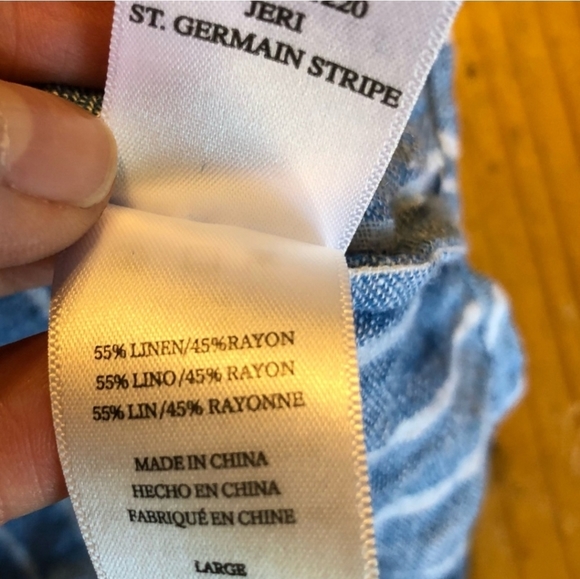 JERI
ST. GERMAIN STRIPE
55% LINEN/45%RAYON
55% LINO/45% RAYON
55% LIN/45% RAYONNE
MADE IN CHINA
HECHO EN CHINA
FABRIQUÉ EN CHINE
LARGE